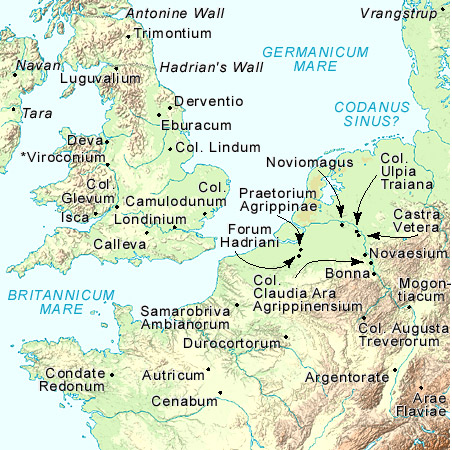 Antonine Wall
Vrangstrup
Trimontium
GERMANICUM
MARE
Navan
Hadrian's Wall
Luguvalium
Tara
Derventio
CODANUS
SINUS?
Eburacum
Deva
Col. Lindum
*Viroconium
Noviomagus
Col.
Ulpia
Traiana
Col.
Glevum
Col.
Camulodunum
Praetorium
Agrippinae
Isca
Londinium
Castra
Vetera
Forum
Hadriani
Calleva
Novaesium
Bonna
Col.
Claudia Ara
Agrippinensium
Mogon-
tiacum
BRITANNICUM
MARE
Samarobriva
Ambianorum
Col. Augusta
Treverorum
Durocortorum
Condate
Redonum
Autricum
Argentorate
Cenabum
Arae
Flaviae